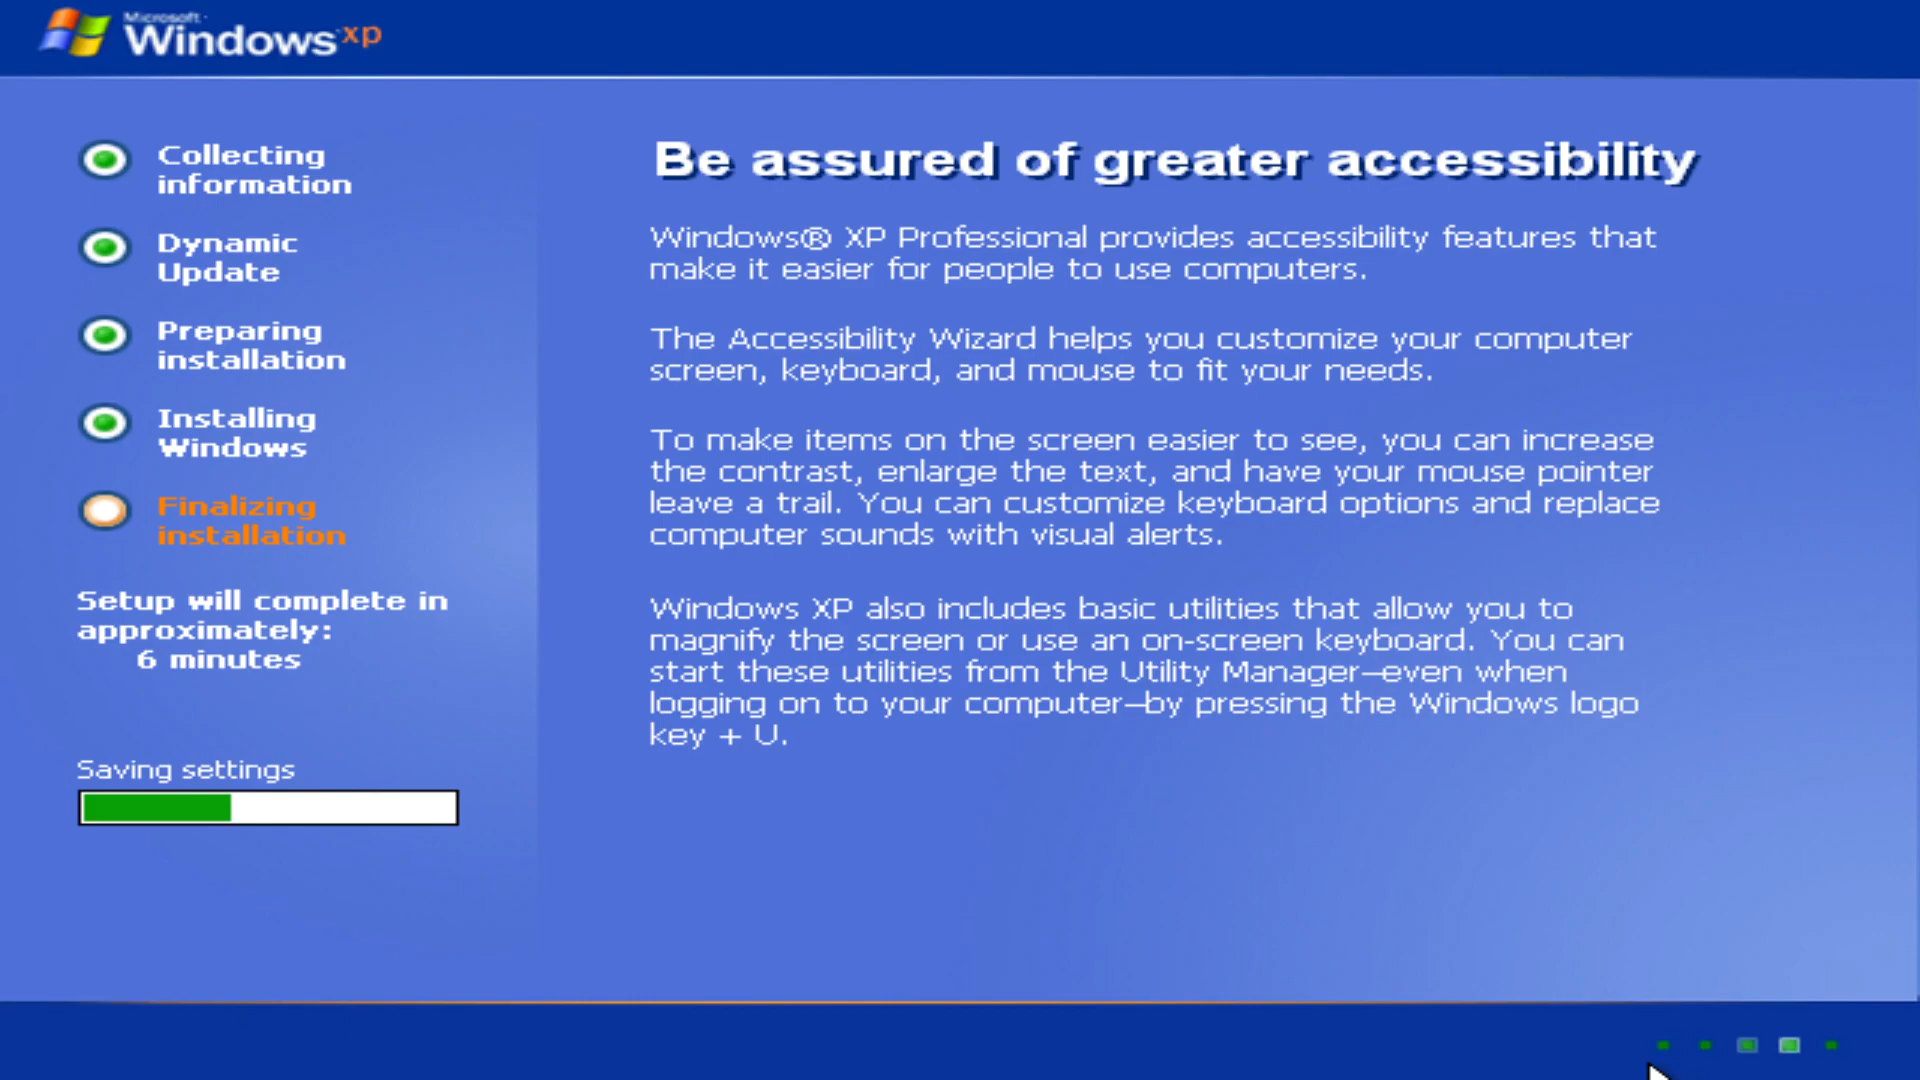 Microsoft
Windows xp
Collecting
information
Dynamic
Update
Preparing
installation
Installing
Windows
Finalizing
installation
Setup will complete in
approximately:
6 minutes
Saving settings
Be assured of greater accessibility
Windows® XP Professional provides accessibility features that
make it easier for people to use computers.
The Accessibility Wizard helps you customize your computer
screen, keyboard, and mouse to fit your needs.
To make items on the screen easier to see, you can increase
the contrast, enlarge the text, and have your mouse pointer
leave a trail. You can customize keyboard options and replace
computer sounds with visual alerts.
Windows XP also includes basic utilities that allow you to
magnify the screen or use an on-screen keyboard. You can
start these utilities from the Utility Manager—even when
logging on to your computer—by pressing the Windows logo
key + U.